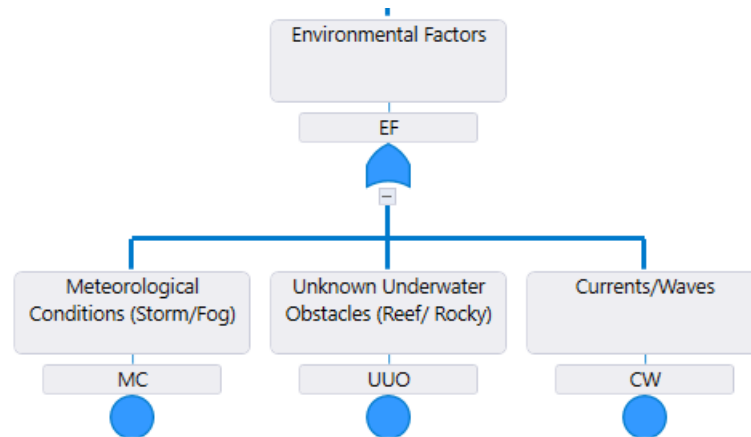 Environmental Factors
EF
Meteorological
Conditions (Storm/Fog)
Unknown Underwater
Obstacles (Reef/ Rocky)
Currents/Waves
MC
UUO
CW